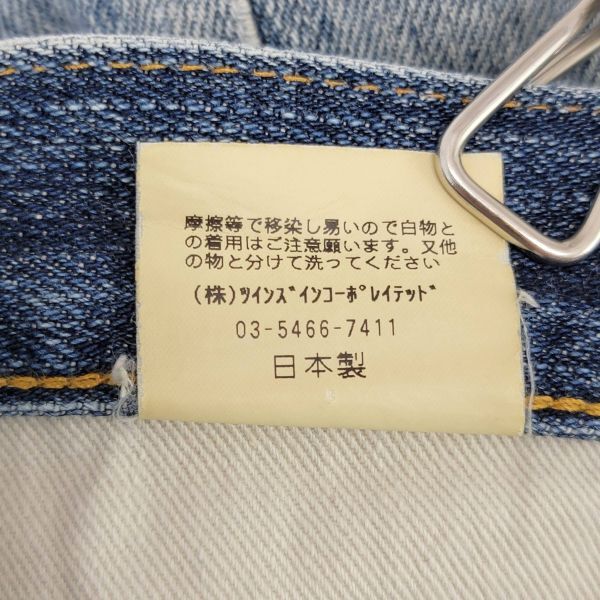 摩擦等で移染し易いので白物と
の着用はご注意願います。又他
の物と分けて洗ってください
(株)ﾂｲﾝｽﾞｲﾝｺｰﾎﾟﾚｲﾃｯﾄﾞ
03-5466-7411
日本製